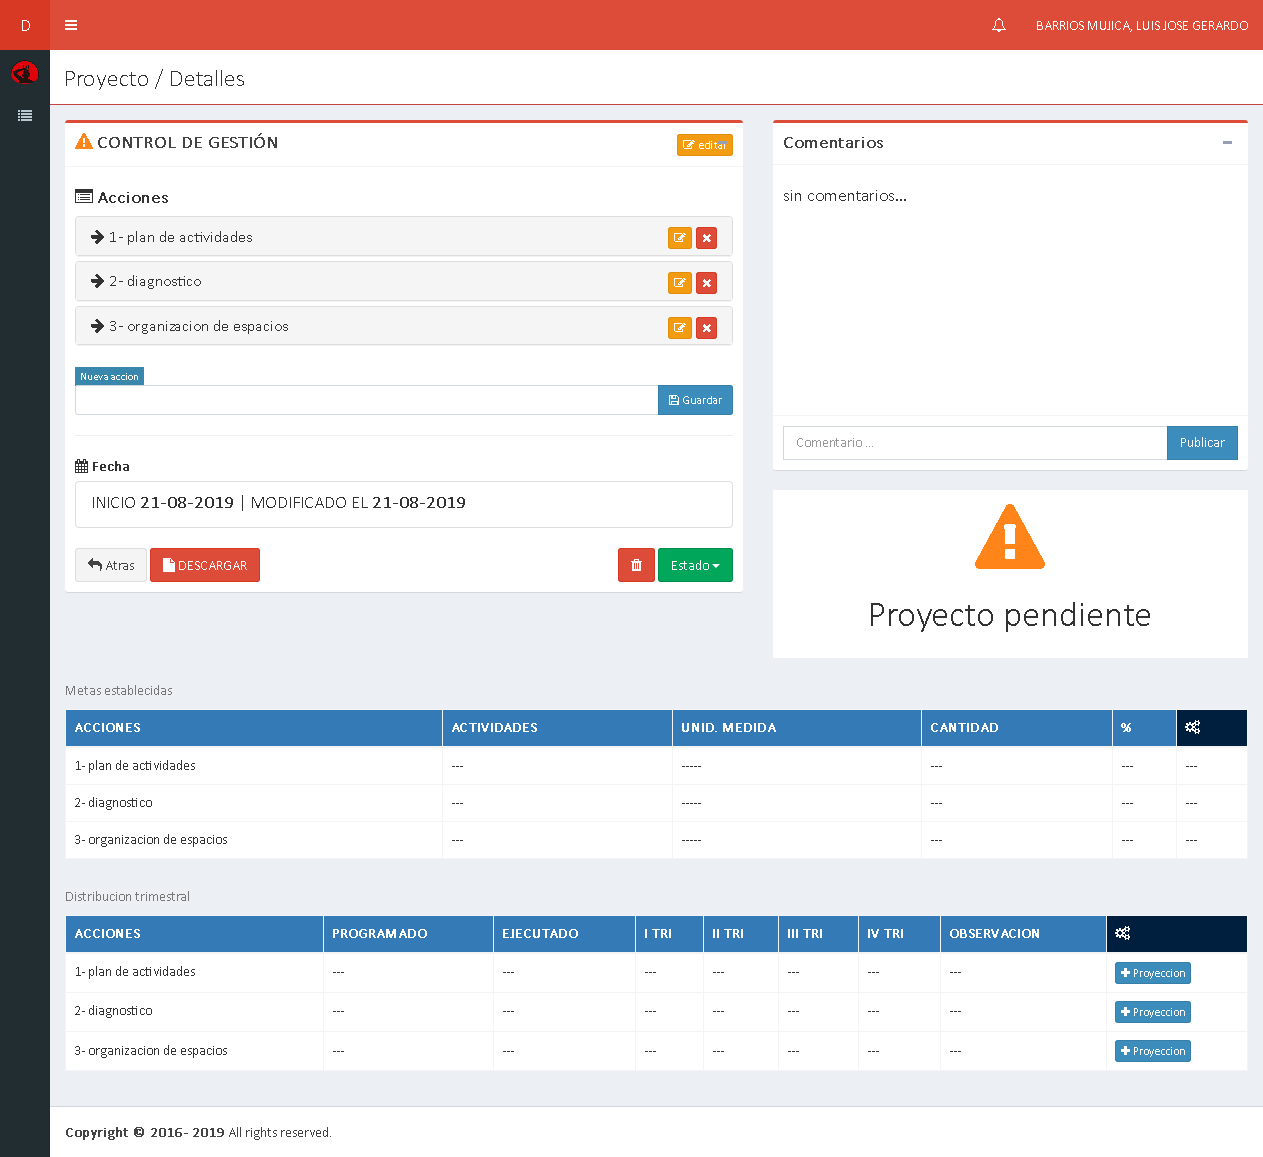 D
BARRIOS MUJICA, LUIS JOSE GERARDO
Proyecto / Detalles
CONTROL DE GESTIÓN
editar
Acciones
1- plan de actividades
2- diagnostico
3- organizacion de espacios
Nueva accion
Guardar
Fecha
INICIO 21-08-2019 | MODIFICADO EL 21-08-2019
Atras
DESCARGAR
Estado
Comentarios
sin comentarios...
Comentario ...
Publicar
Proyecto pendiente
Metas establecidas
ACCIONES ACTIVIDADES UNID. MEDIDA CANTIDAD %
1- plan de actividades --- ----- --- --- ---
2- diagnostico --- ----- --- --- ---
3- organizacion de espacios --- ----- --- --- ---
Distribucion trimestral
ACCIONES PROGRAMADO EJECUTADO I TRI II TRI III TRI IV TRI OBSERVACION
1- plan de actividades --- --- --- --- --- --- --- Proyeccion
2- diagnostico --- --- --- --- --- --- --- Proyeccion
3- organizacion de espacios --- --- --- --- --- --- --- Proyeccion
Copyright © 2016- 2019 All rights reserved.